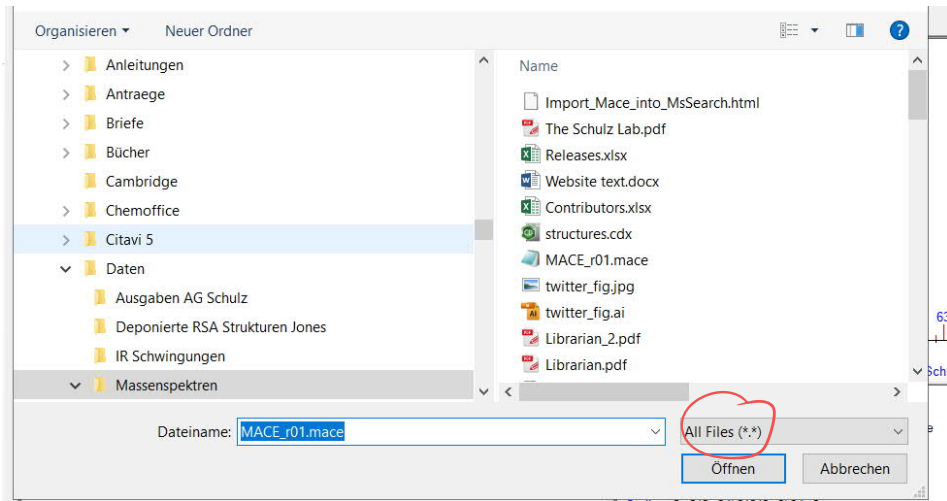 Organisieren Neuer Ordner ?
Anleitungen
Antraege
Briefe
Bücher
Cambridge
Chemoffice
Citavi 5
Daten
Ausgaben AG Schulz
Deponierte RSA Strukturen Jones
IR Schwingungen
Massenspektren
Name
Import_Mace_into_MsSearch.html
The Schulz Lab.pdf
Releases.xlsx
Website text.docx
Contributors.xlsx
structures.cdx
MACE_r01.mace
twitter_fig.jpg
twitter_fig.ai
Librarian_2.pdf
Librarian.pdf
63
Sch
Dateiname: MACE_r01.mace All Files (*.*)
e
Öffnen Abbrechen